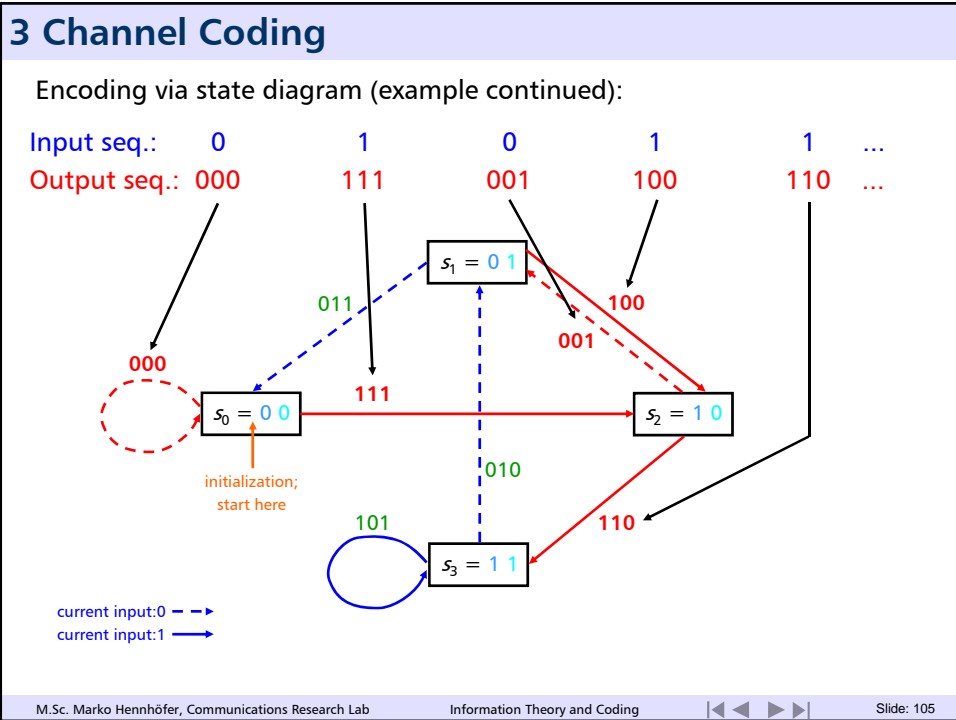 3 Channel Coding
Encoding via state diagram (example continued):
Input seq.: 0 1 0 1 1 ...
Output seq.: 000 111 001 100 110 ...
s1 = 0 1
011
100
001
000
111
s0 = 0 0
s2 = 1 0
initialization;
start here
010
101
110
s3 = 1 1
current input:0
current input:1
M.Sc. Marko Hennhöfer, Communications Research Lab Information Theory and Coding Slide: 105